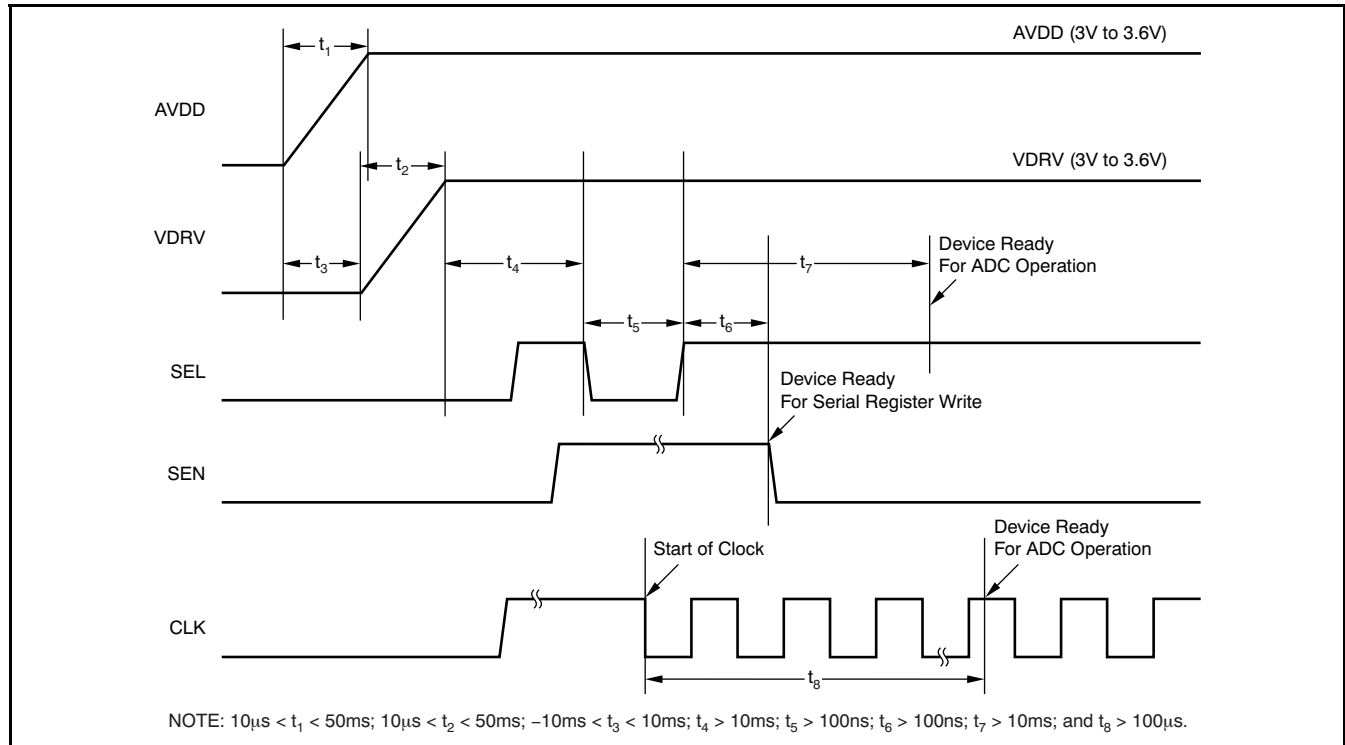 t₁
AVDD (3V to 3.6V)
AVDD
t₂
VDRV (3V to 3.6V)
VDRV
t₃
t₄
t₇
Device Ready
For ADC Operation
t₅
t₆
SEL
Device Ready
For Serial Register Write
SEN
Start of Clock
Device Ready
For ADC Operation
CLK
t₈
NOTE: 10μs < t₁ < 50ms; 10μs < t₂ < 50ms; −10ms < t₃ < 10ms; t₄ > 10ms; t₅ > 100ns; t₆ > 100ns; t₇ > 10ms; and t₈ > 100μs.